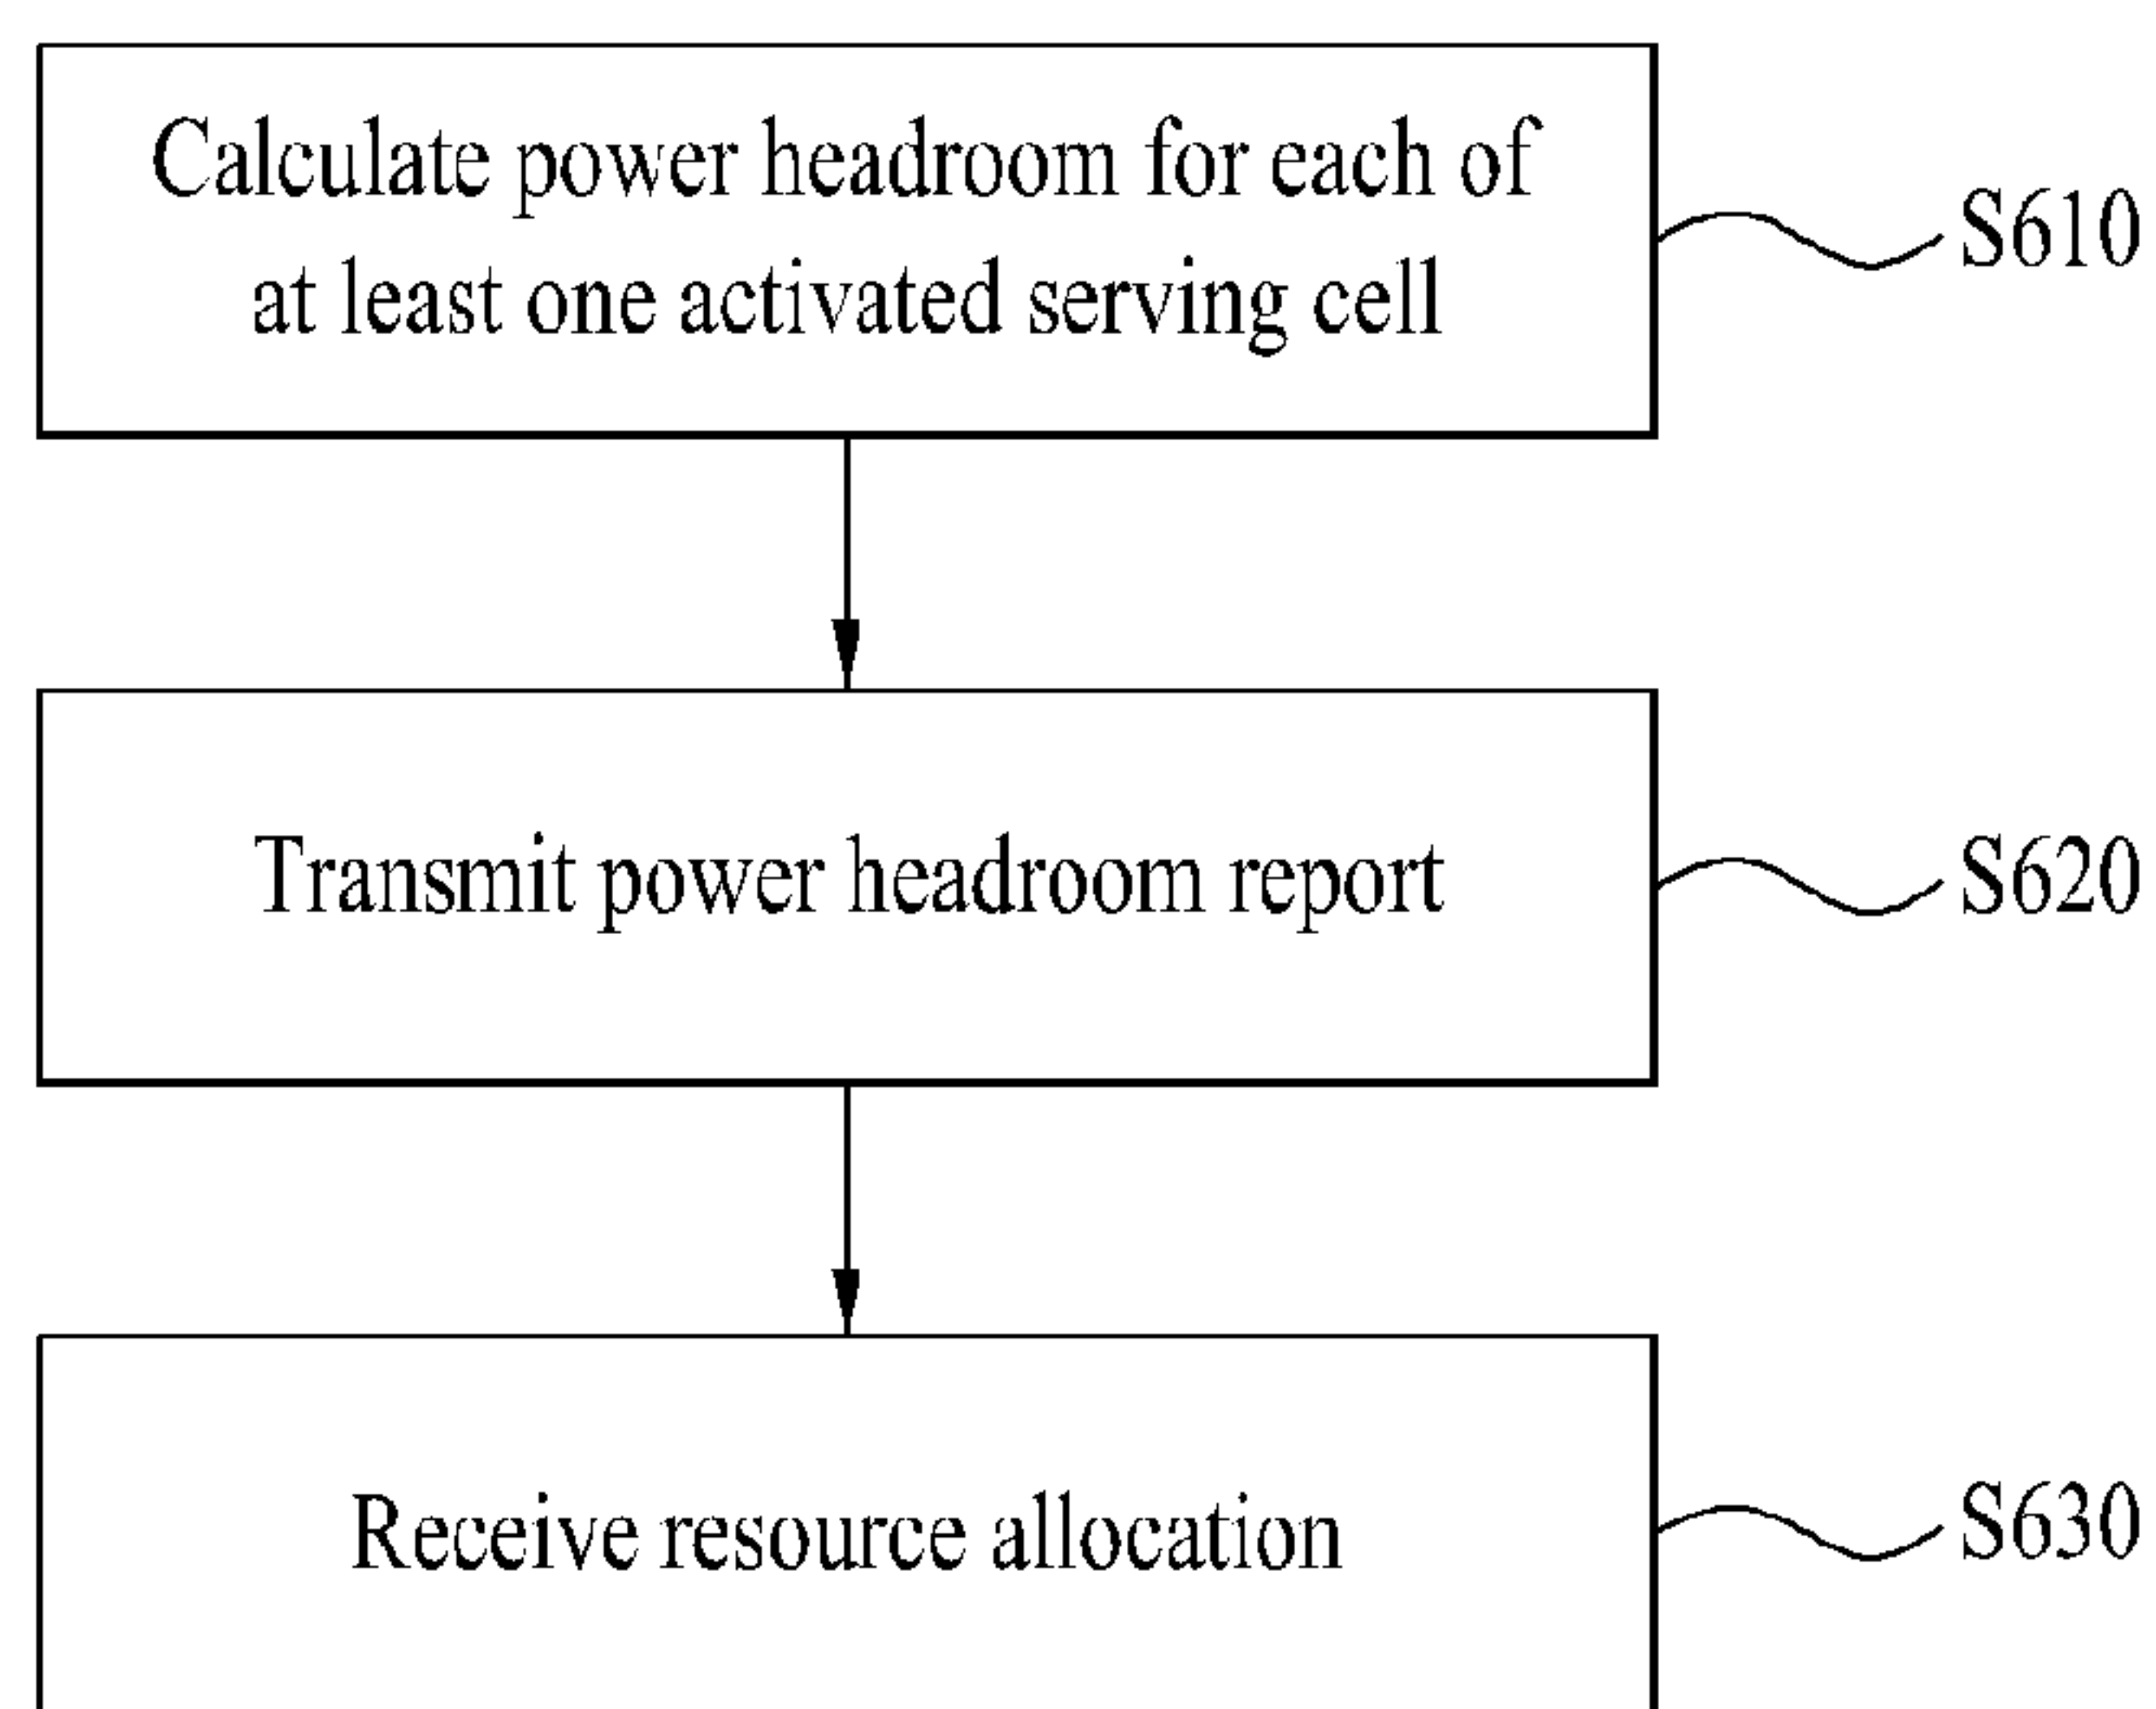 Calculate power headroom for each of
at least one activated serving cell
S610
Transmit power headroom report
S620
Receive resource allocation
S630